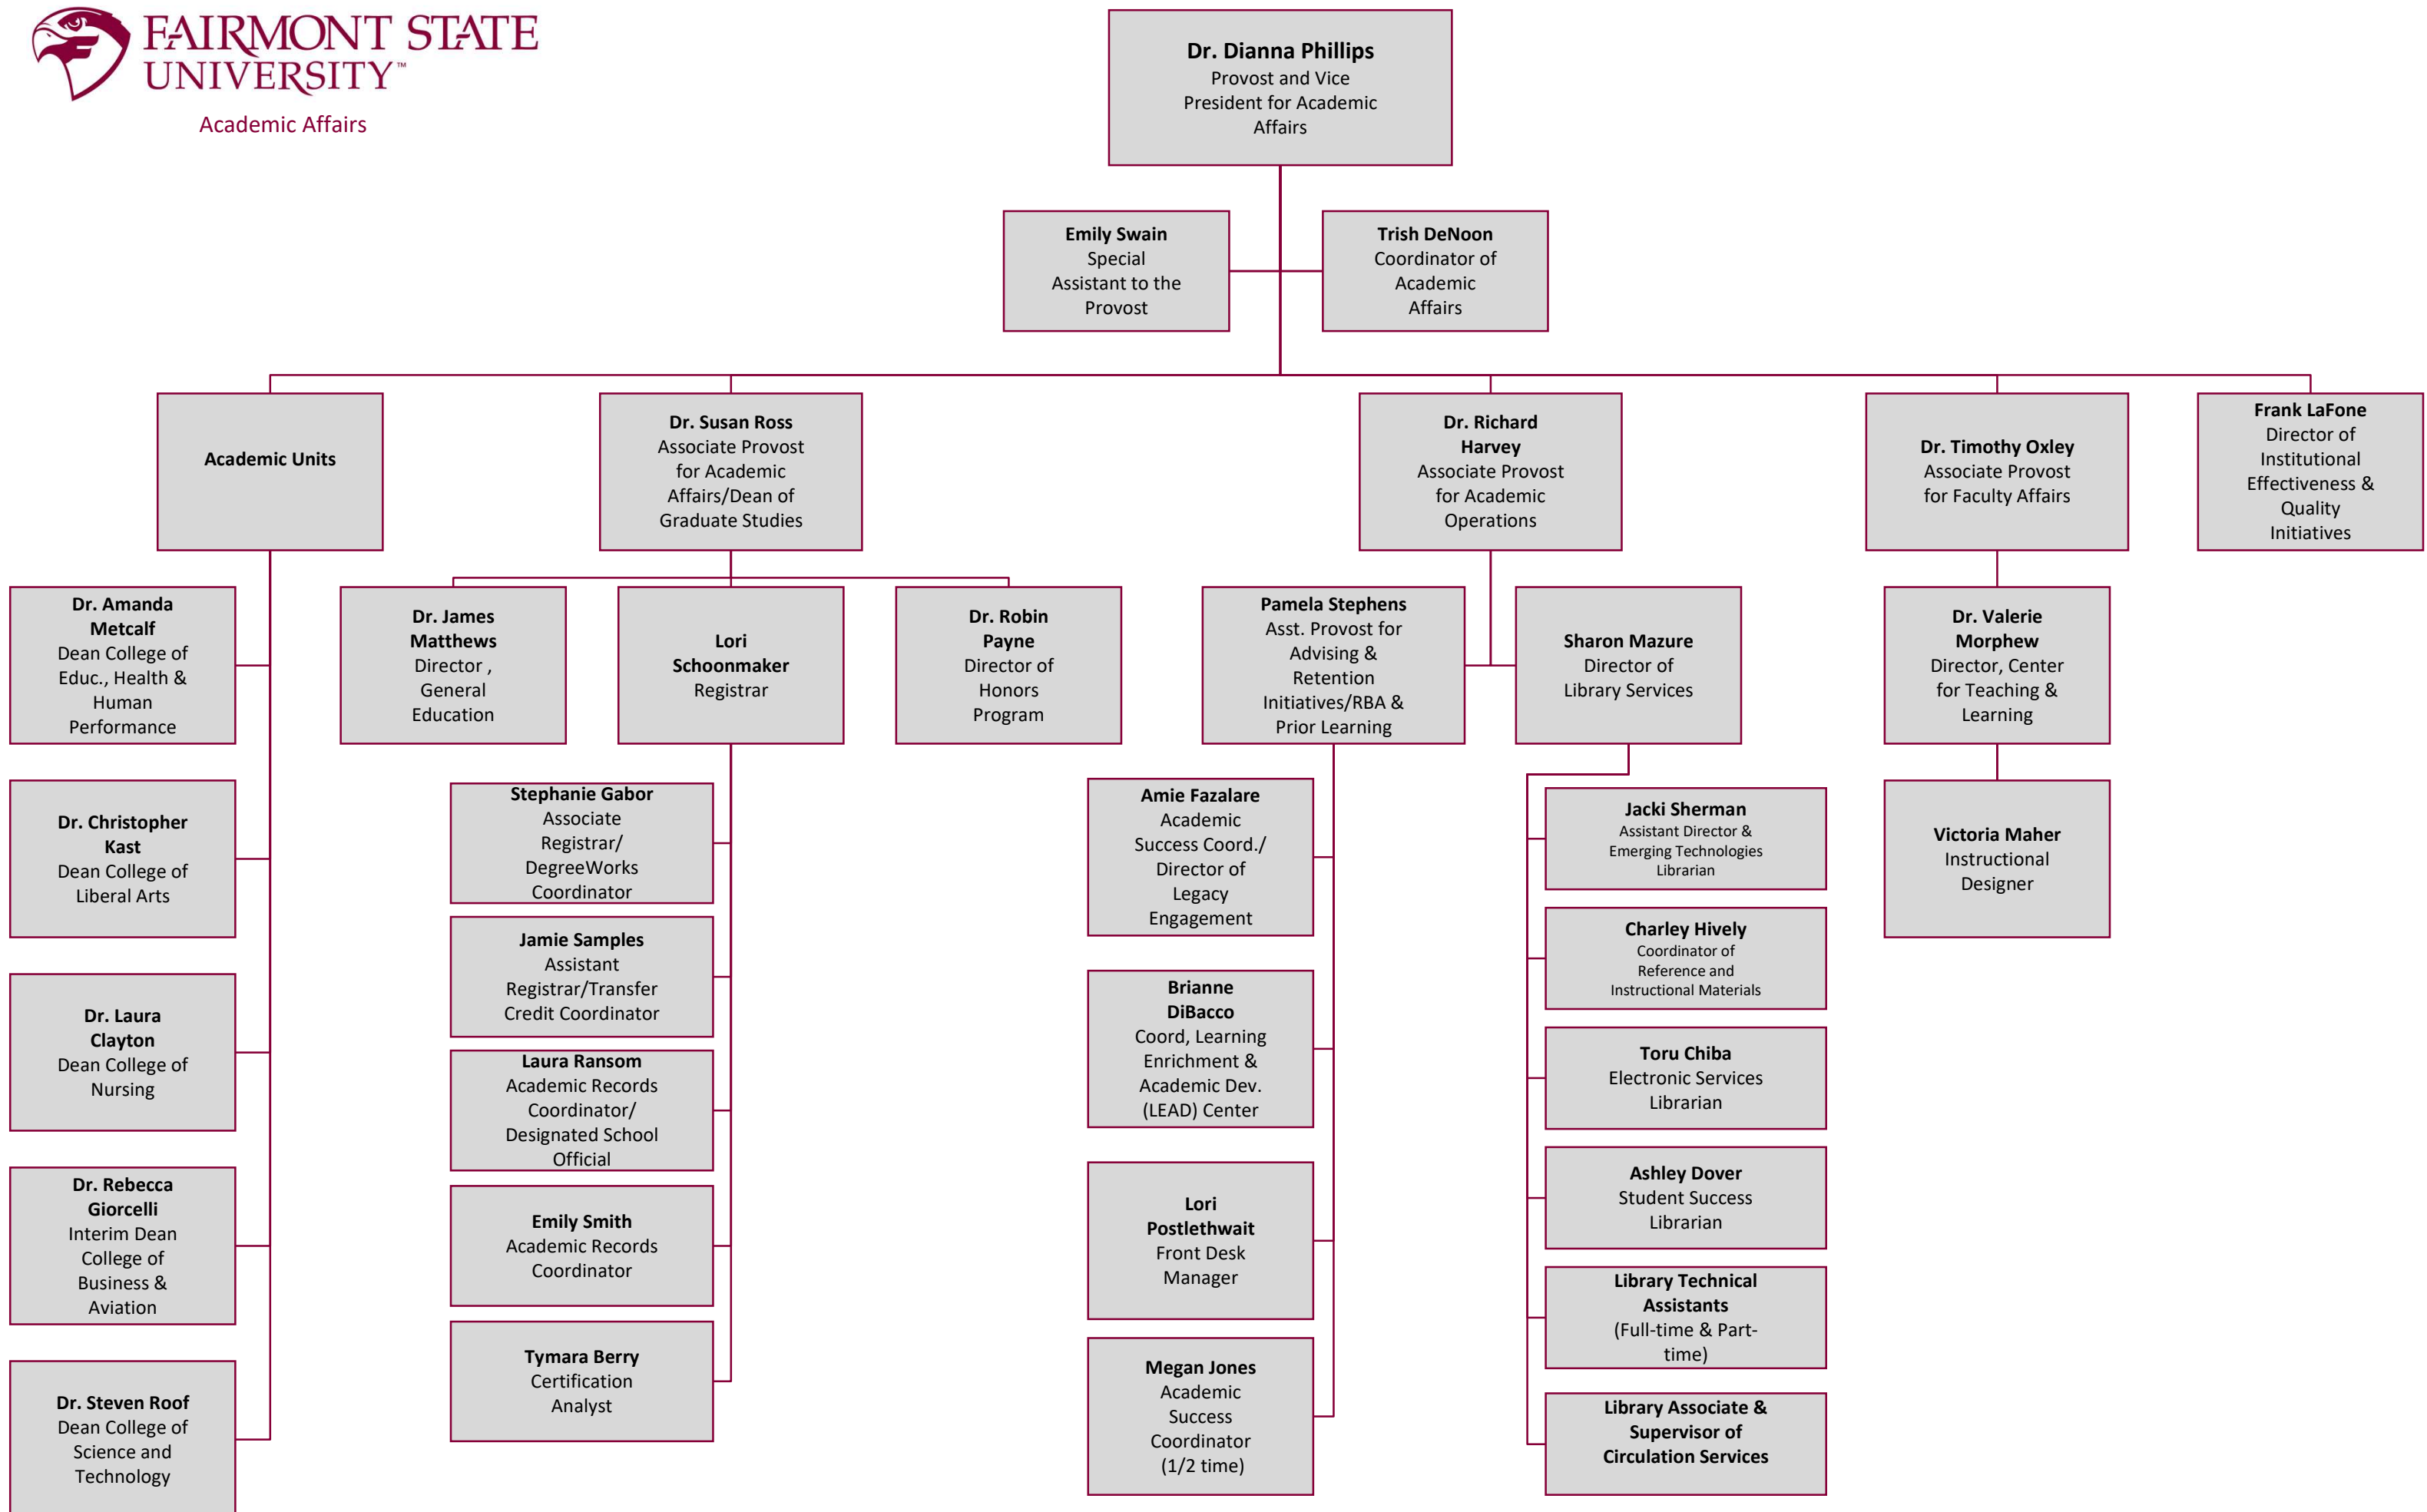 FAIRMONT STATE
UNIVERSITY™
Academic Affairs
Dr. Dianna Phillips
Provost and Vice
President for Academic
Affairs
Emily Swain
Special
Assistant to the
Provost
Trish DeNoon
Coordinator of
Academic
Affairs
Academic Units
Dr. Susan Ross
Associate Provost
for Academic
Affairs/Dean of
Graduate Studies
Dr. Richard
Harvey
Associate Provost
for Academic
Operations
Dr. Timothy Oxley
Associate Provost
for Faculty Affairs
Frank LaFone
Director of
Institutional
Effectiveness &
Quality
Initiatives
Dr. Amanda
Metcalf
Dean College of
Educ., Health &
Human
Performance
Dr. Christopher
Kast
Dean College of
Liberal Arts
Dr. Laura
Clayton
Dean College of
Nursing
Dr. Rebecca
Giorcelli
Interim Dean
College of
Business &
Aviation
Dr. Steven Roof
Dean College of
Science and
Technology
Dr. James
Matthews
Director ,
General
Education
Lori
Schoonmaker
Registrar
Dr. Robin
Payne
Director of
Honors
Program
Stephanie Gabor
Associate
Registrar/
DegreeWorks
Coordinator
Jamie Samples
Assistant
Registrar/Transfer
Credit Coordinator
Laura Ransom
Academic Records
Coordinator/
Designated School
Official
Emily Smith
Academic Records
Coordinator
Tymara Berry
Certification
Analyst
Pamela Stephens
Asst. Provost for
Advising &
Retention
Initiatives/RBA &
Prior Learning
Sharon Mazure
Director of
Library Services
Amie Fazalare
Academic
Success Coord./
Director of
Legacy
Engagement
Brianne
DiBacco
Coord, Learning
Enrichment &
Academic Dev.
(LEAD) Center
Lori
Postlethwait
Front Desk
Manager
Megan Jones
Academic
Success
Coordinator
(1/2 time)
Jacki Sherman
Assistant Director &
Emerging Technologies
Librarian
Charley Hively
Coordinator of
Reference and
Instructional Materials
Toru Chiba
Electronic Services
Librarian
Ashley Dover
Student Success
Librarian
Library Technical
Assistants
(Full-time & Part-
time)
Library Associate &
Supervisor of
Circulation Services
Dr. Valerie
Morphew
Director, Center
for Teaching &
Learning
Victoria Maher
Instructional
Designer